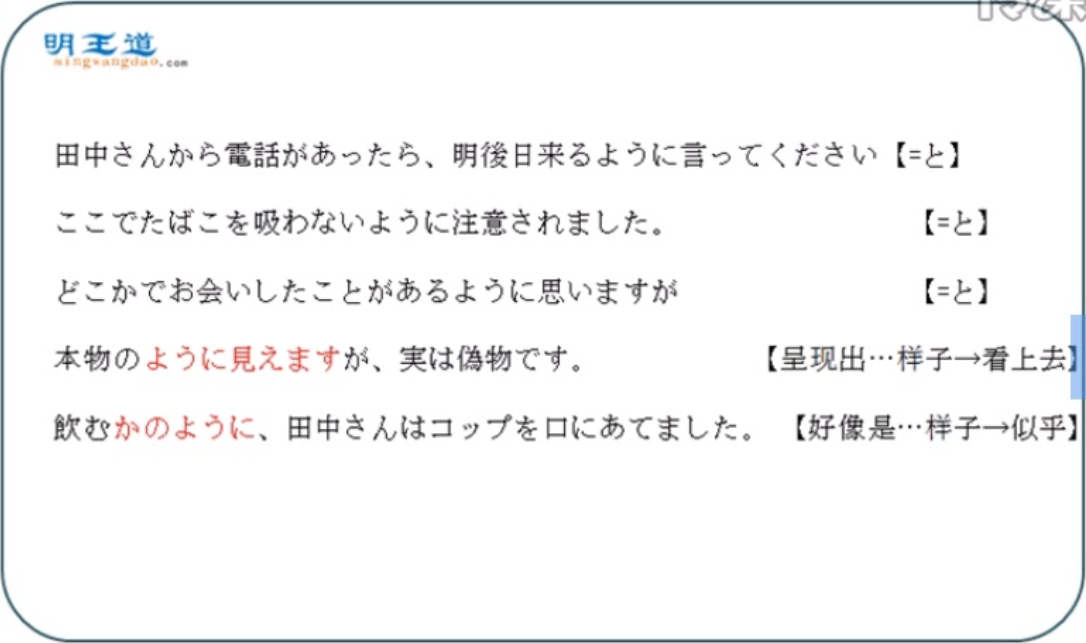 明王道
mingwangdao.com
田中さんから電話があったら、明後日来るように言ってください【=と】
ここでたばこを吸わないように注意されました。 【=と】
どこかでお会いしたことがあるように思いますが 【=と】
本物のように見えますが、実は偽物です。 【呈现出…样子→看上去】
飲むかのように、田中さんはコップを口にあてました。 【好像是…样子→似乎】